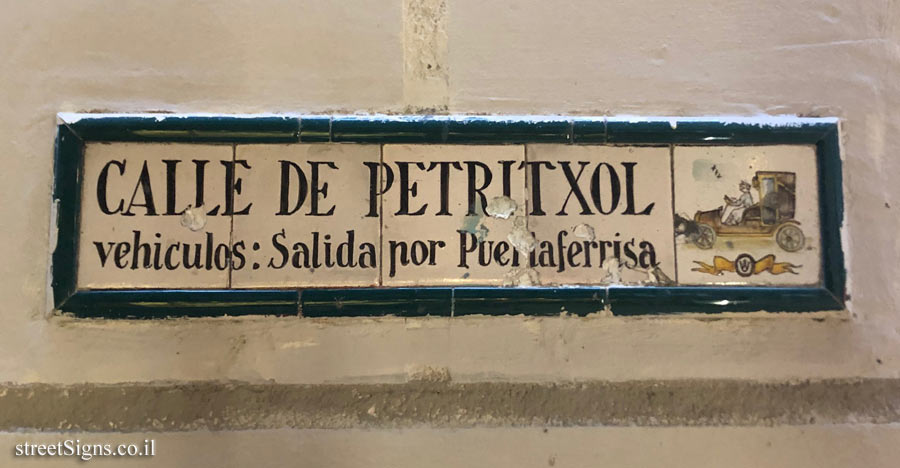 CALLE DE PETRITXOL
vehiculos: Salida por Puertaferrisa
streetSigns.co.il